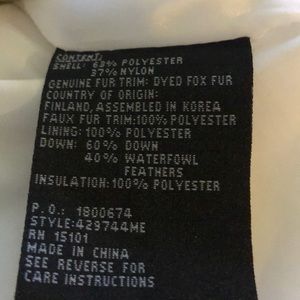 CONTENT:
SHELL: 63% POLYESTER
37% NYLON
GENUINE FUR TRIM: DYED FOX FUR
COUNTRY OF ORIGIN:
FINLAND, ASSEMBLED IN KOREA
FAUX FUR TRIM:100% POLYESTER
LINING: 100% POLYESTER
DOWN: 60% DOWN
40% WATERFOWL
FEATHERS
INSULATION:100% POLYESTER
P.O.: 1800674
STYLE:429744ME
RN 15101
MADE IN CHINA
SEE REVERSE FOR
CARE INSTRUCTIONS